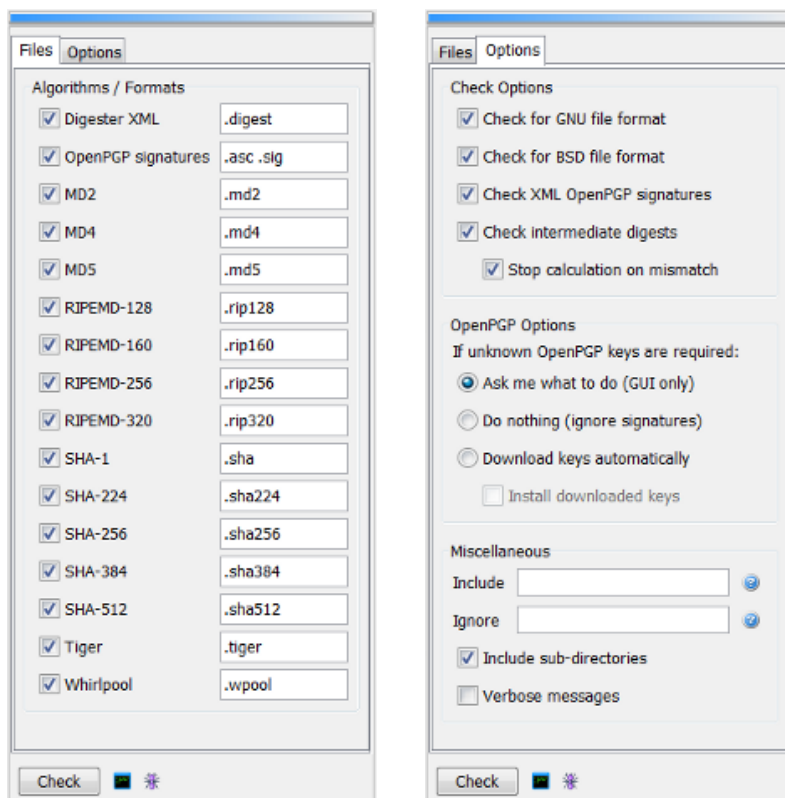 Files Options
Algorithms / Formats
Digester XML .digest
OpenPGP signatures .asc .sig
MD2 .md2
MD4 .md4
MD5 .md5
RIPEMD-128 .rip128
RIPEMD-160 .rip160
RIPEMD-256 .rip256
RIPEMD-320 .rip320
SHA-1 .sha
SHA-224 .sha224
SHA-256 .sha256
SHA-384 .sha384
SHA-512 .sha512
Tiger .tiger
Whirlpool .wpool
Check
Files Options
Check Options
Check for GNU file format
Check for BSD file format
Check XML OpenPGP signatures
Check intermediate digests
Stop calculation on mismatch
OpenPGP Options
If unknown OpenPGP keys are required:
Ask me what to do (GUI only)
Do nothing (ignore signatures)
Download keys automatically
Install downloaded keys
Miscellaneous
Include
Ignore
Include sub-directories
Verbose messages
Check